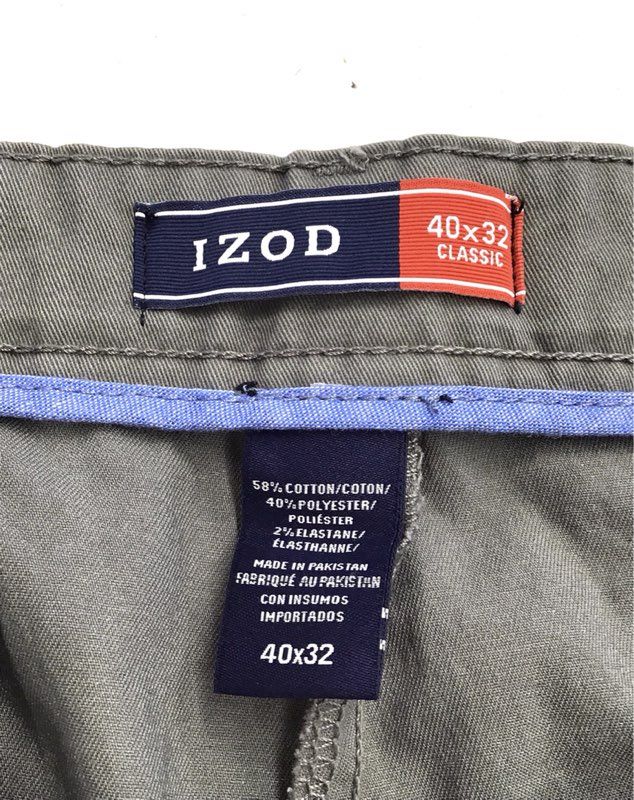 IZOD
40x32
CLASSIC
58% COTTON/COTON/
40% POLYESTER/
POLIÉSTER
2% ELASTANE/
ÉLASTHANNE/
MADE IN PAKISTAN
FABRIQUÉ AU PAKISTAN
CON INSUMOS
IMPORTADOS
40x32